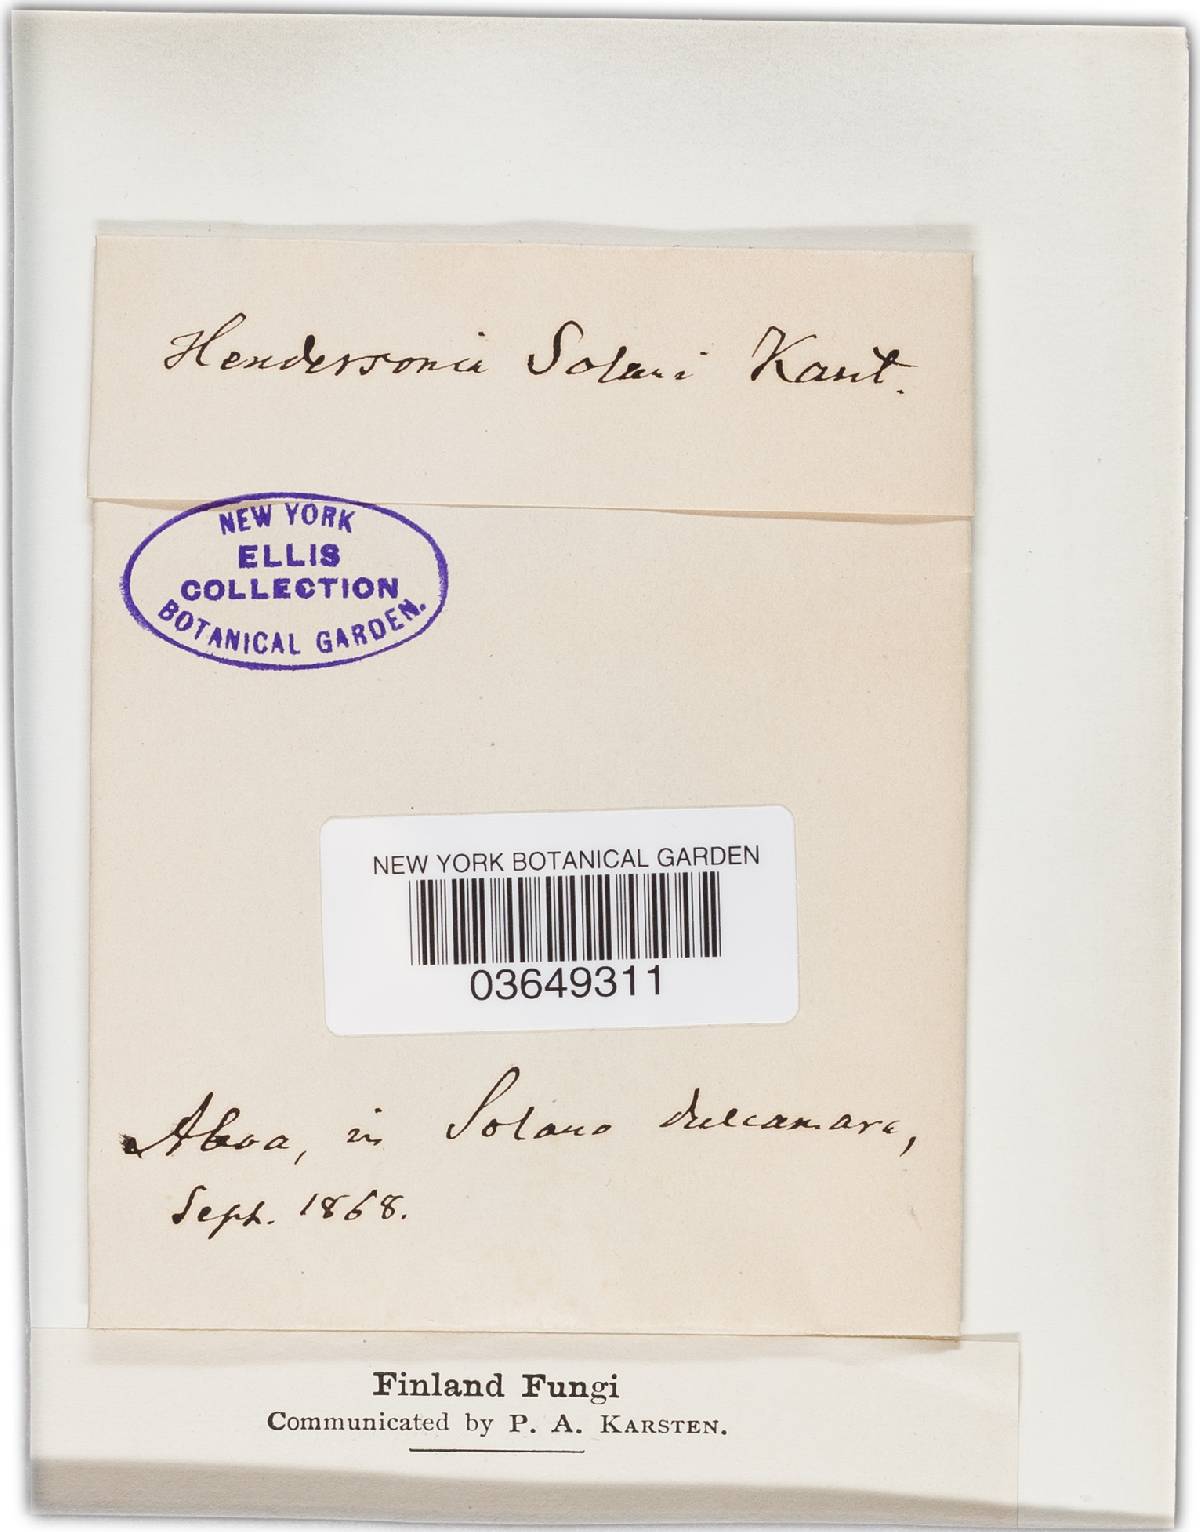 Hendersonia Solani Karst.
NEW YORK
ELLIS
COLLECTION
BOTANICAL GARDEN.
NEW YORK BOTANICAL GARDEN
03649311
Aboa, in Solano dulcamara,
Sept. 1868.
Finland Fungi
Communicated by P. A. KARSTEN.